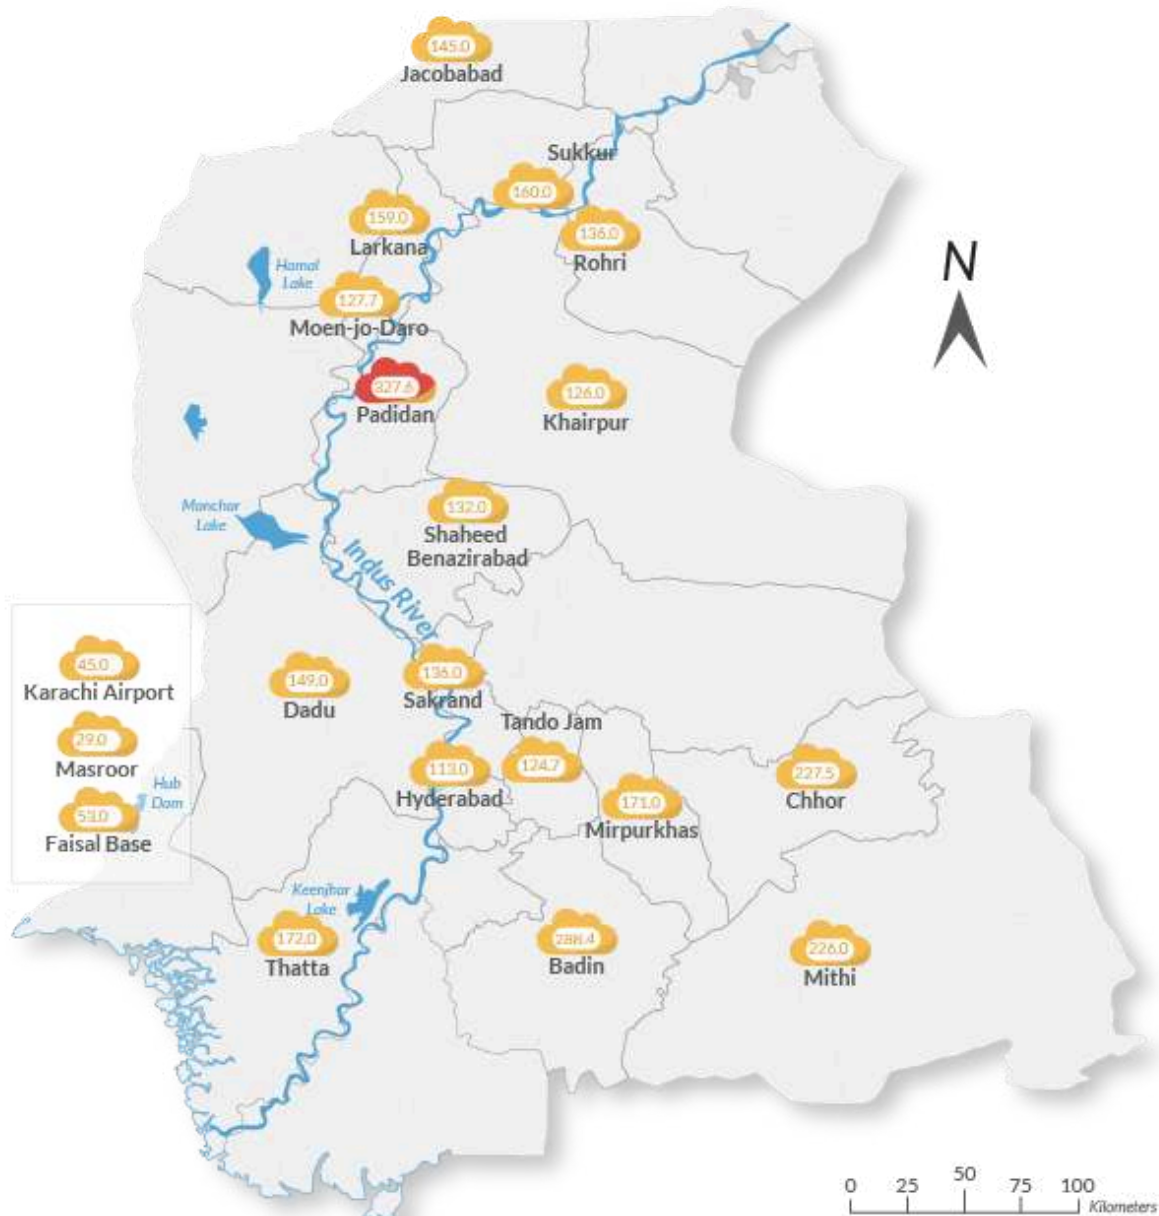 145.0
Jacobabad
Sukkur
160.0
159.0
Larkana
136.0
Rohri
Hamal
Lake
127.7
Moen-jo-Daro
N
327.6
Padidan
126.0
Khairpur
Manchar
Lake
132.0
Shaheed
Benazirabad
Indus River
45.0
Karachi Airport
29.0
Masroor
Hub
Dam
53.0
Faisal Base
149.0
Dadu
136.0
Sakrand
Tando Jam
124.7
113.0
Hyderabad
171.0
Mirpurkhas
227.5
Chhor
Keenjhar
Lake
172.0
Thatta
288.4
Badin
226.0
Mithi
0 25 50 75 100
Kilometers